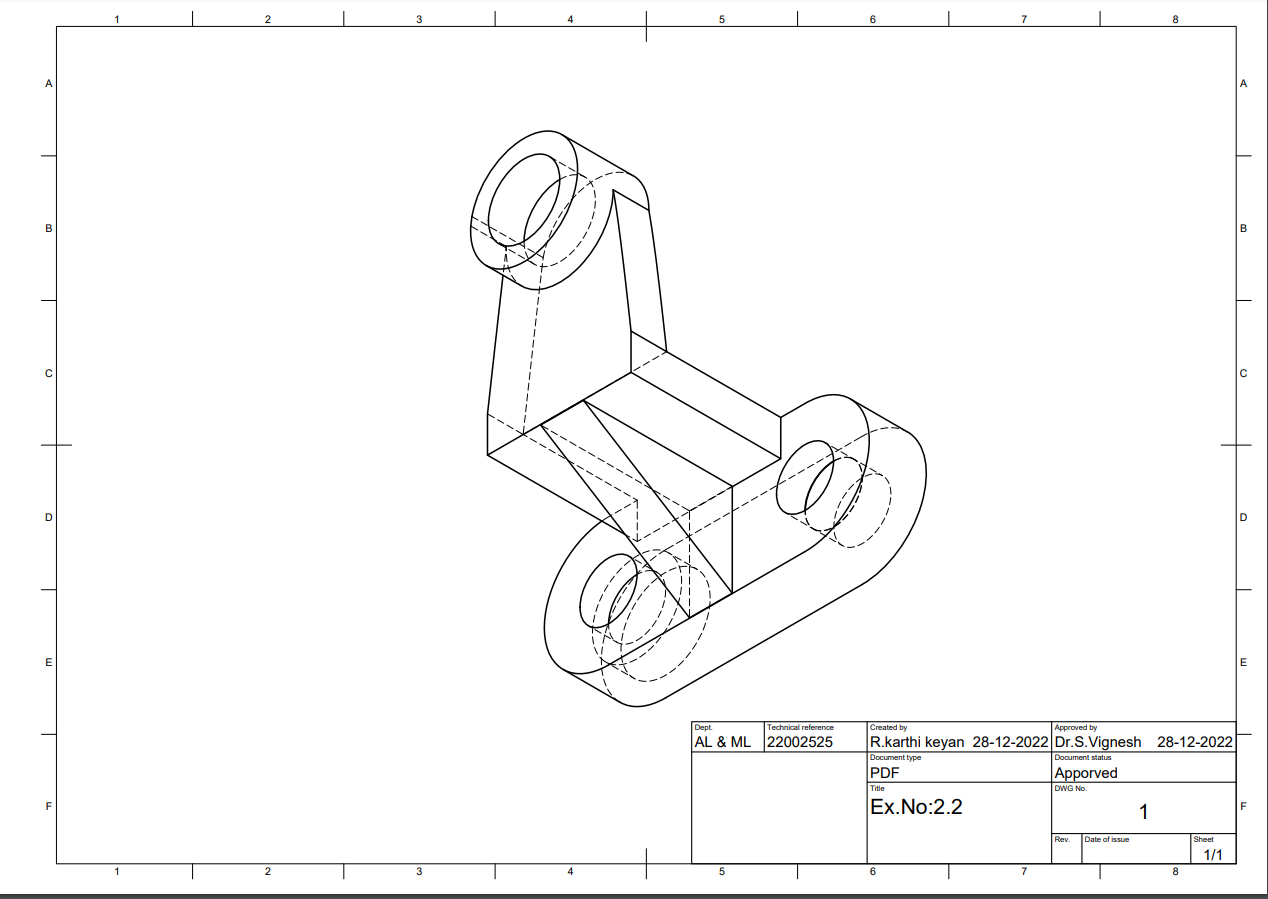 1 2 3 4 5 6 7 8
A A
B B
C C
D D
E E
F F
Dept. Technical reference Created by Approved by
AL & ML 22002525 R.karthi keyan 28-12-2022 Dr.S.Vignesh 28-12-2022
Document type Document status
PDF Apporved
Title DWG No.
Ex.No:2.2 1
Rev. Date of issue Sheet
1/1
1 2 3 4 5 6 7 8